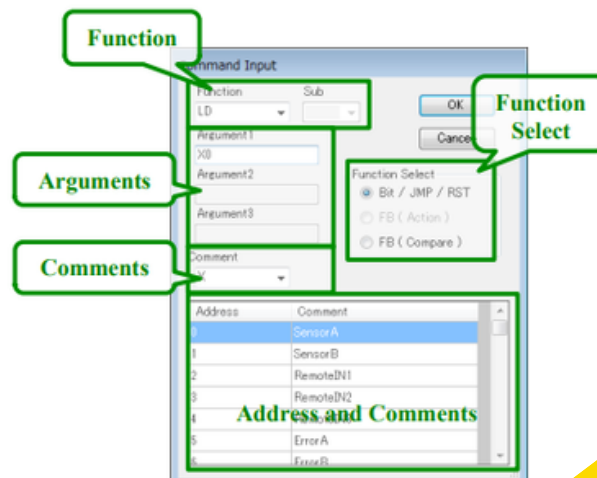 Function
Command Input
Function Sub
LD
OK
Function
Select
Argument1
X0
Cancel
Arguments
Argument2
Function Select
Bit / JMP / RST
Argument3
FB ( Action )
FB ( Compare )
Comments
Comment
X
Address Comment
0 SensorA
1 SensorB
2 RemoteIN1
3 RemoteIN2
4
Address and Comments
5 ErrorA
6 ErrorB